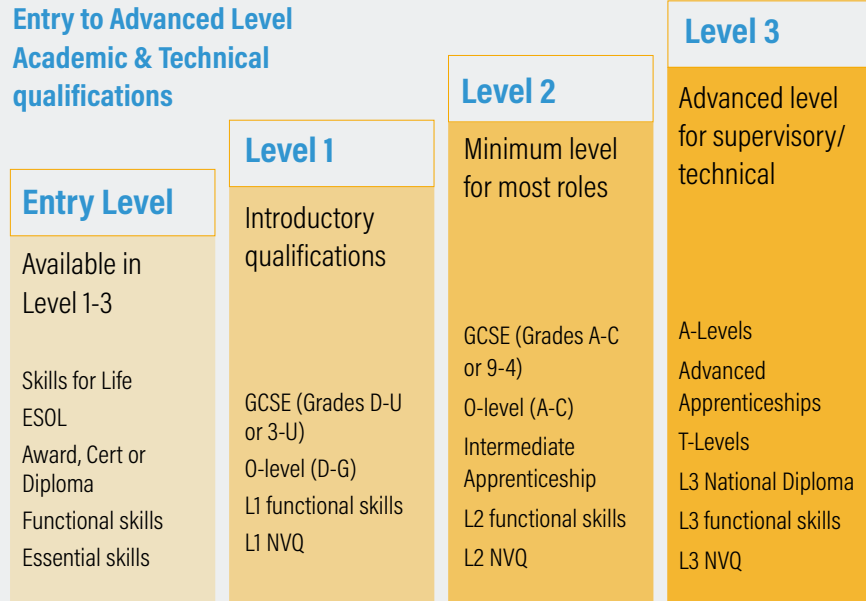 Entry to Advanced Level
Academic & Technical
qualifications
Entry Level
Available in
Level 1-3
Skills for Life
ESOL
Award, Cert or
Diploma
Functional skills
Essential skills
Level 1
Introductory
qualifications
GCSE (Grades D-U
or 3-U)
O-level (D-G)
L1 functional skills
L1 NVQ
Level 2
Minimum level
for most roles
GCSE (Grades A-C
or 9-4)
O-level (A-C)
Intermediate
Apprenticeship
L2 functional skills
L2 NVQ
Level 3
Advanced level
for supervisory/
technical
A-Levels
Advanced
Apprenticeships
T-Levels
L3 National Diploma
L3 functional skills
L3 NVQ